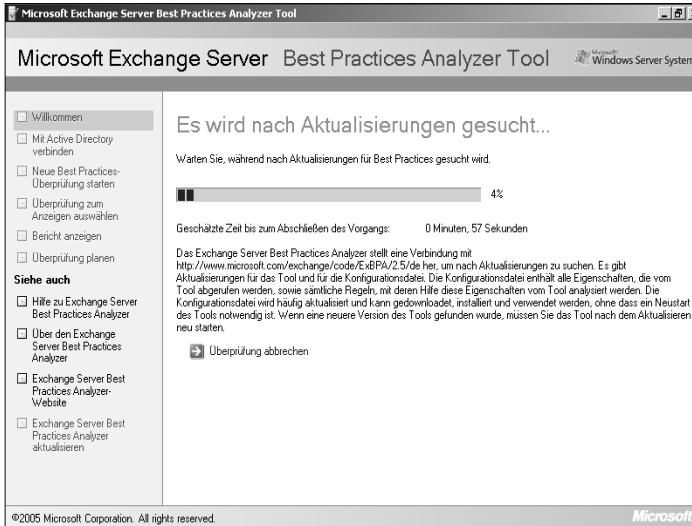 Microsoft Exchange Server Best Practices Analyzer Tool
Microsoft Exchange Server Best Practices Analyzer Tool
Microsoft
Windows Server System
Willkommen
Mit Active Directory
verbinden
Neue Best Practices-
Überprüfung starten
Überprüfung zum
Anzeigen auswählen
Bericht anzeigen
Überprüfung planen
Siehe auch
Hilfe zu Exchange Server
Best Practices Analyzer
Über den Exchange
Server Best Practices
Analyzer
Exchange Server Best
Practices Analyzer-
Website
Exchange Server Best
Practices Analyzer
aktualisieren
Es wird nach Aktualisierungen gesucht...
Warten Sie, während nach Aktualisierungen für Best Practices gesucht wird.
4%
Geschätzte Zeit bis zum Abschließen des Vorgangs: 0 Minuten, 57 Sekunden
Das Exchange Server Best Practices Analyzer stellt eine Verbindung mit
http://www.microsoft.com/exchange/code/ExBPA/2.5/de her, um nach Aktualisierungen zu suchen. Es gibt
Aktualisierungen für das Tool und für die Konfigurationsdatei. Die Konfigurationsdatei enthält alle Eigenschaften, die vom
Tool abgerufen werden, sowie sämtliche Regeln, mit deren Hilfe diese Eigenschaften vom Tool analysiert werden. Die
Konfigurationsdatei wird häufig aktualisiert und kann gedownloadet, installiert und verwendet werden, ohne dass ein Neustart
des Tools notwendig ist. Wenn eine neuere Version des Tools gefunden wurde, müssen Sie das Tool nach dem Aktualisieren
neu starten.
Überprüfung abbrechen
©2005 Microsoft Corporation. All rights reserved.
Microsoft